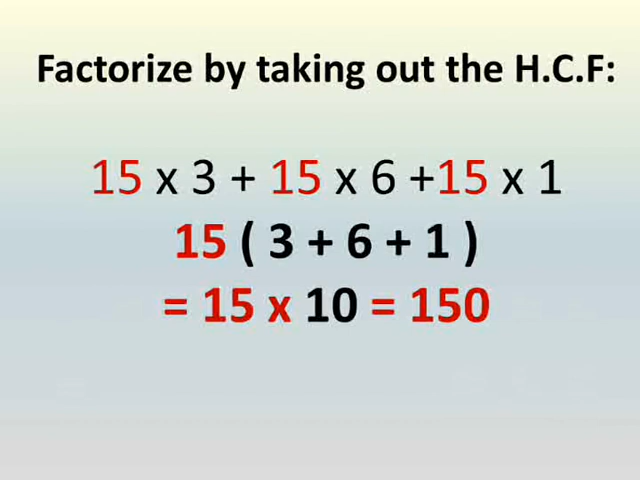 Factorize by taking out the H.C.F:
15 x 3 + 15 x 6 +15 x 1
15 ( 3 + 6 + 1 )
= 15 x 10 = 150